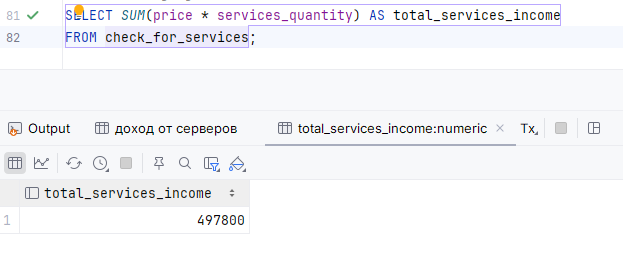 81 SELECT SUM(price * services_quantity) AS total_services_income
82 FROM check_for_services;
Output доход от серверов total_services_income:numeric Tx
total_services_income
1 497800